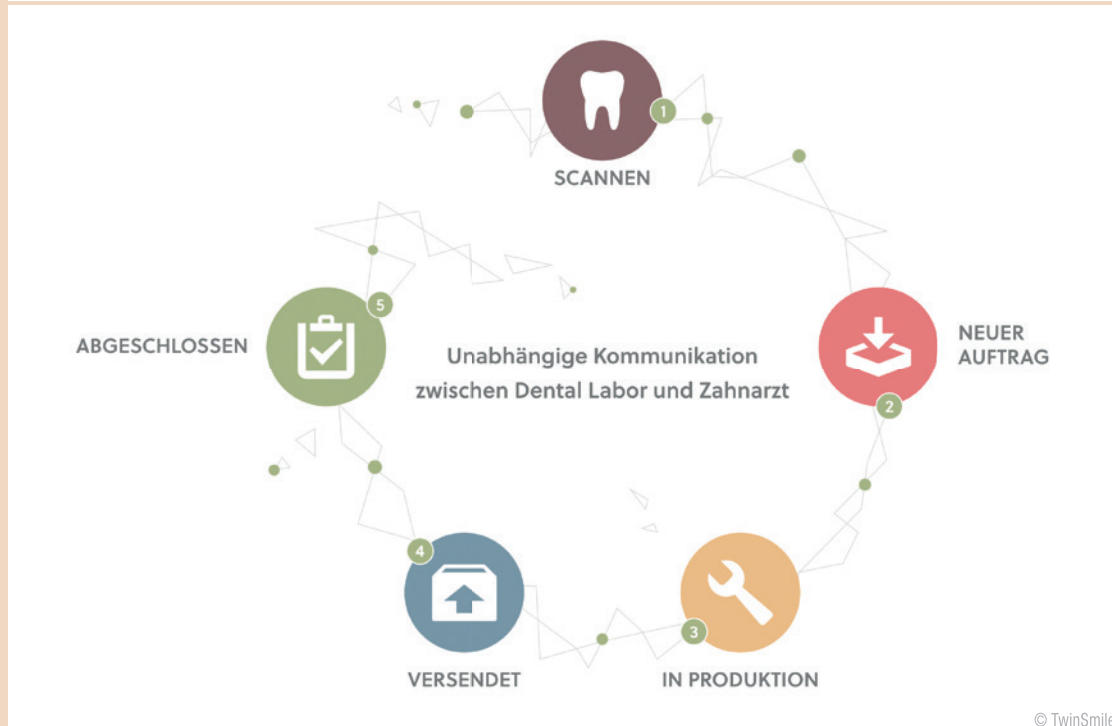 1
SCANNEN
NEUER
AUFTRAG
2
IN PRODUKTION
3
VERSENDET
4
ABGESCHLOSSEN
5
Unabhängige Kommunikation
zwischen Dental Labor und Zahnarzt
© TwinSmile